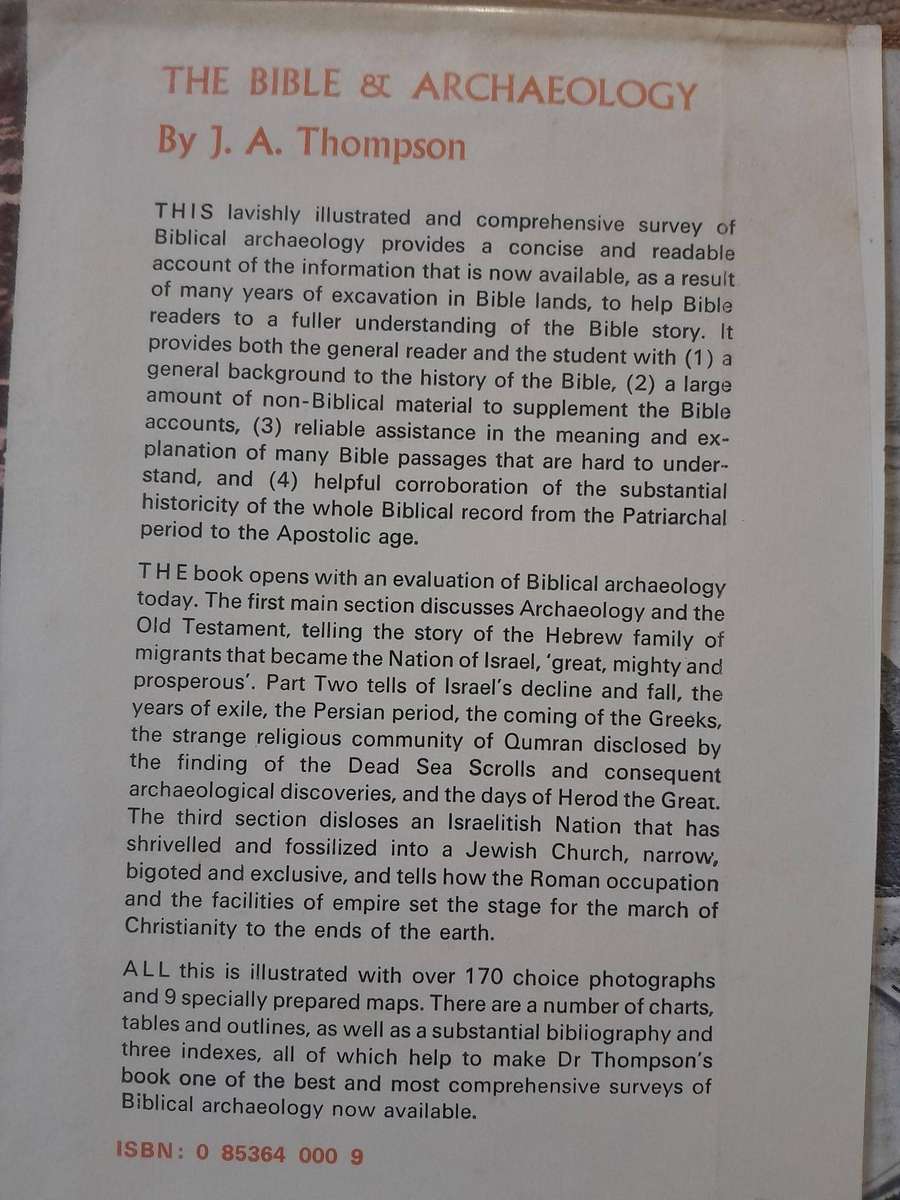 THE BIBLE & ARCHAEOLOGY
By J. A. Thompson
THIS lavishly illustrated and comprehensive survey of
Biblical archaeology provides a concise and readable
account of the information that is now available, as a result
of many years of excavation in Bible lands, to help Bible
readers to a fuller understanding of the Bible story. It
provides both the general reader and the student with (1) a
general background to the history of the Bible, (2) a large
amount of non-Biblical material to supplement the Bible
accounts, (3) reliable assistance in the meaning and ex-
planation of many Bible passages that are hard to under-
stand, and (4) helpful corroboration of the substantial
historicity of the whole Biblical record from the Patriarchal
period to the Apostolic age.
THE book opens with an evaluation of Biblical archaeology
today. The first main section discusses Archaeology and the
Old Testament, telling the story of the Hebrew family of
migrants that became the Nation of Israel, ‘great, mighty and
prosperous’. Part Two tells of Israel’s decline and fall, the
years of exile, the Persian period, the coming of the Greeks,
the strange religious community of Qumran disclosed by
the finding of the Dead Sea Scrolls and consequent
archaeological discoveries, and the days of Herod the Great.
The third section disloses an Israelitish Nation that has
shrivelled and fossilized into a Jewish Church, narrow,
bigoted and exclusive, and tells how the Roman occupation
and the facilities of empire set the stage for the march of
Christianity to the ends of the earth.
ALL this is illustrated with over 170 choice photographs
and 9 specially prepared maps. There are a number of charts,
tables and outlines, as well as a substantial bibiiography and
three indexes, all of which help to make Dr Thompson’s
book one of the best and most comprehensive surveys of
Biblical archaeology now available.
ISBN: 0 85364 000 9